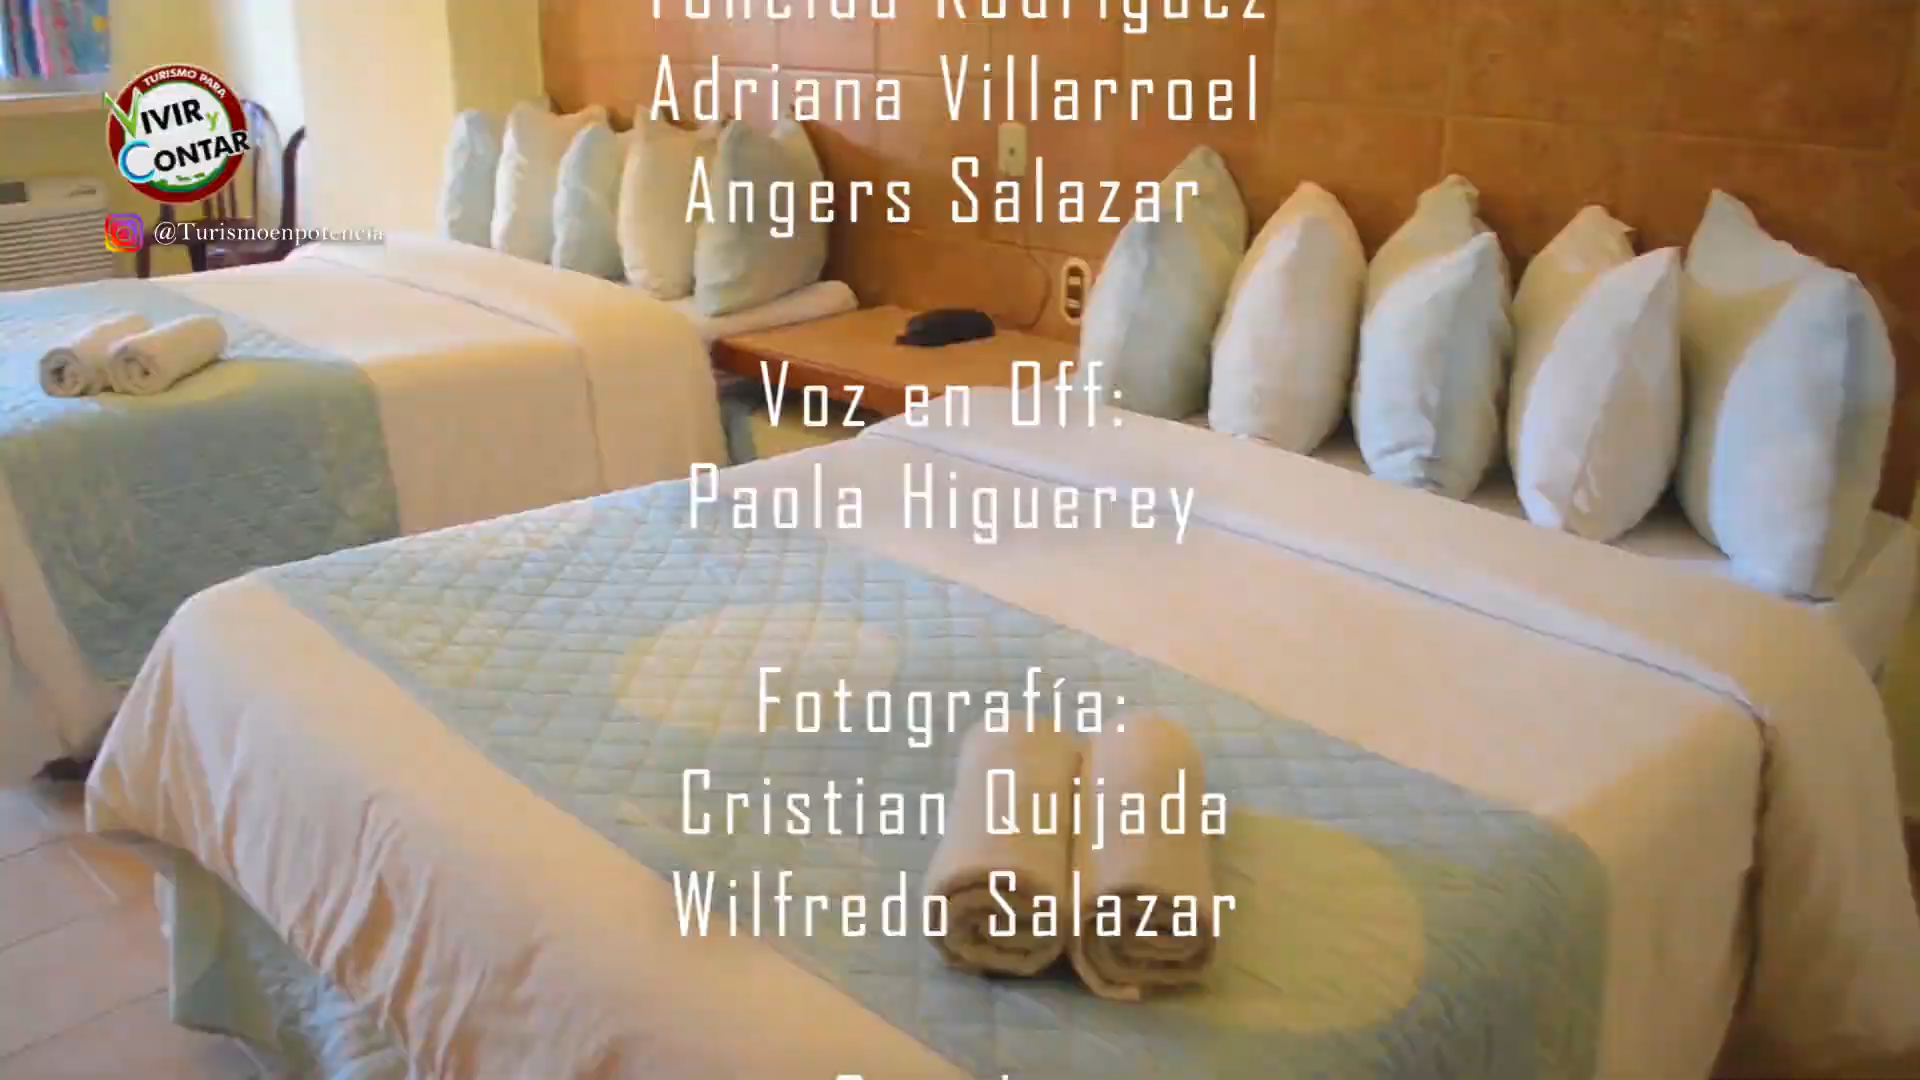 Rodríguez
Adriana Villarroel
Angers Salazar
TURISMO PARA
VIVIR y
CONTAR
@Turismoenpotencia
Voz en Off:
Paola Higuerey
Fotografía:
Cristian Quijada
Wilfredo Salazar